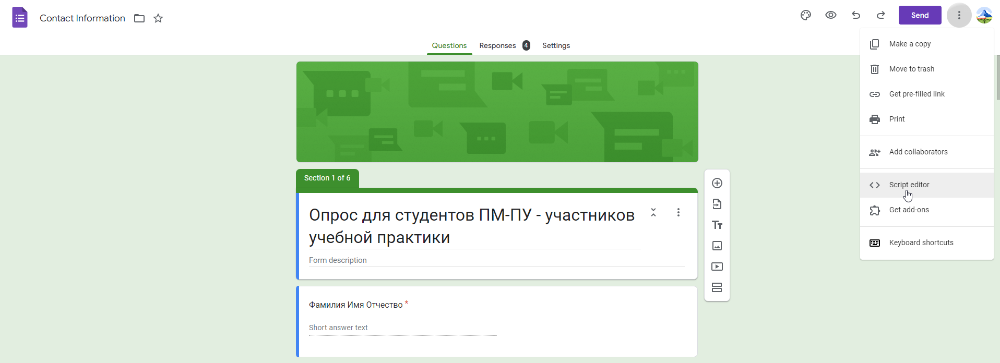 Contact Information
Send
Questions
Responses 4
Settings
Make a copy
Move to trash
Get pre-filled link
Print
Add collaborators
Script editor
Get add-ons
Keyboard shortcuts
Section 1 of 6
Опрос для студентов ПМ-ПУ - участников
учебной практики
Form description
Фамилия Имя Отчество *
Short answer text